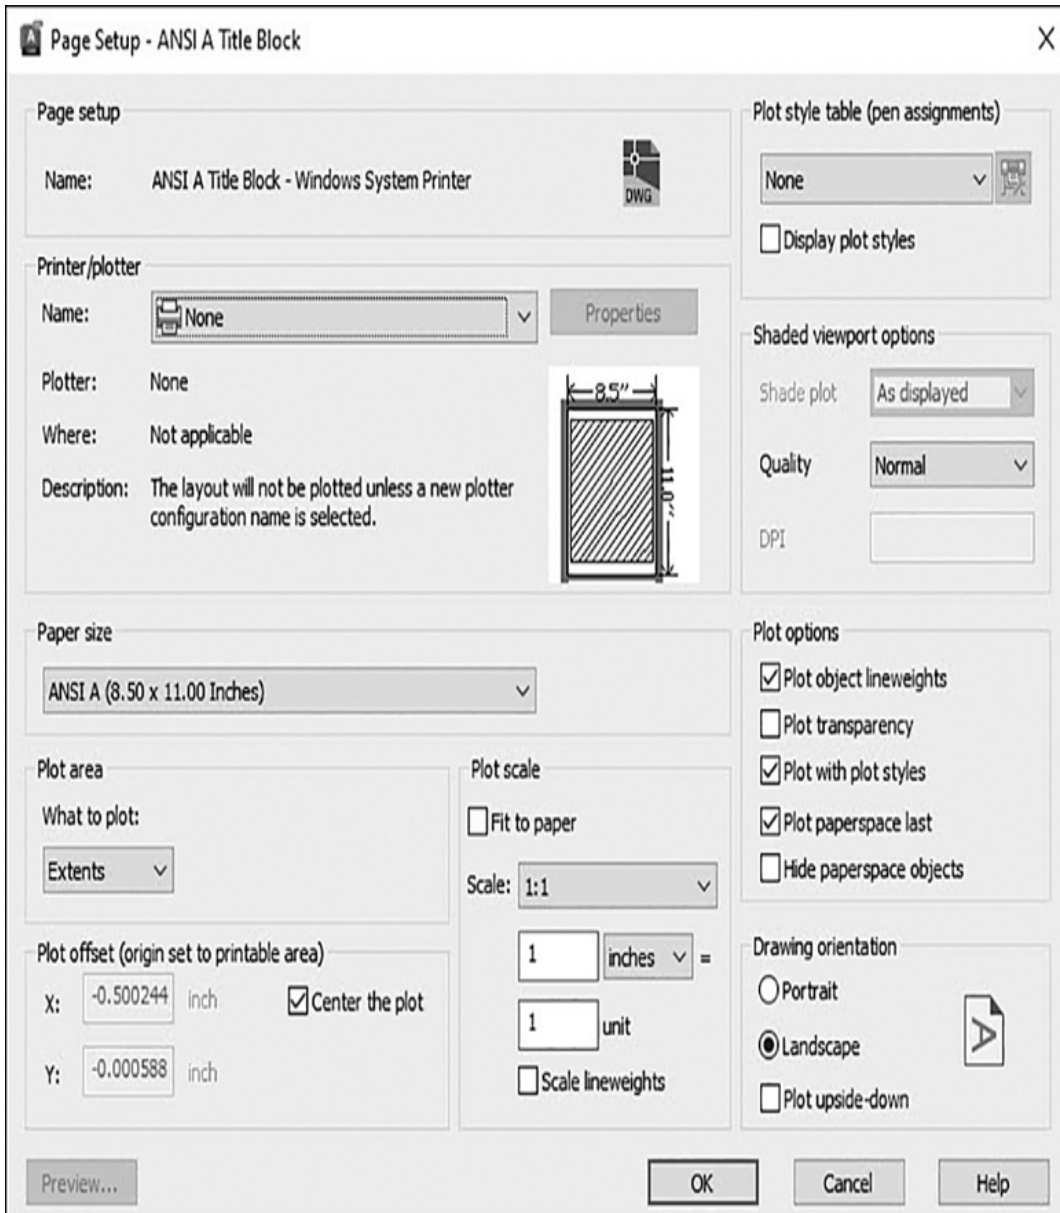 Page Setup - ANSI A Title Block
X
Page setup
Name: ANSI A Title Block - Windows System Printer
DWG
Plot style table (pen assignments)
None
Display plot styles
Printer/plotter
Name: None
Properties
Plotter: None
Where: Not applicable
Description: The layout will not be plotted unless a new plotter
configuration name is selected.
8.5"
11.0"
Shaded viewport options
Shade plot As displayed
Quality Normal
DPI
Paper size
ANSI A (8.50 x 11.00 Inches)
Plot options
Plot object lineweights
Plot transparency
Plot with plot styles
Plot paperspace last
Hide paperspace objects
Plot area
What to plot:
Extents
Plot scale
Fit to paper
Scale: 1:1
1 inches =
1 unit
Scale lineweights
Plot offset (origin set to printable area)
X: -0.500244 inch
Center the plot
Y: -0.000588 inch
Drawing orientation
Portrait
Landscape
Plot upside-down
A
Preview...
OK
Cancel
Help